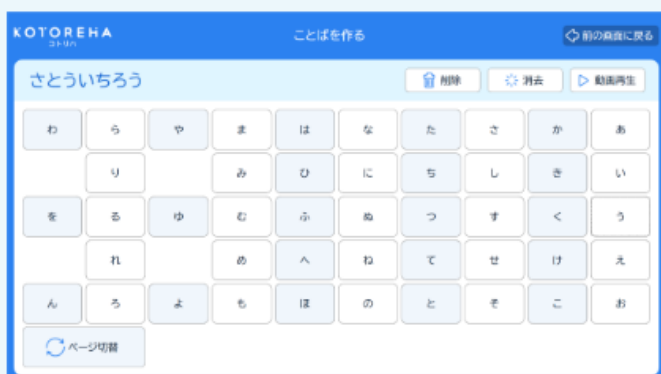 KOTOREHA
コトリハ
ことばを作る
前の画面に戻る
さとういちろう
削除
消去
動画再生
わ ら や ま は な た さ か あ
り み ひ に ち し き い
を る ゆ む ふ ぬ つ す く う
れ め へ ね て せ け え
ん ろ よ も ほ の と そ こ お
ページ切替